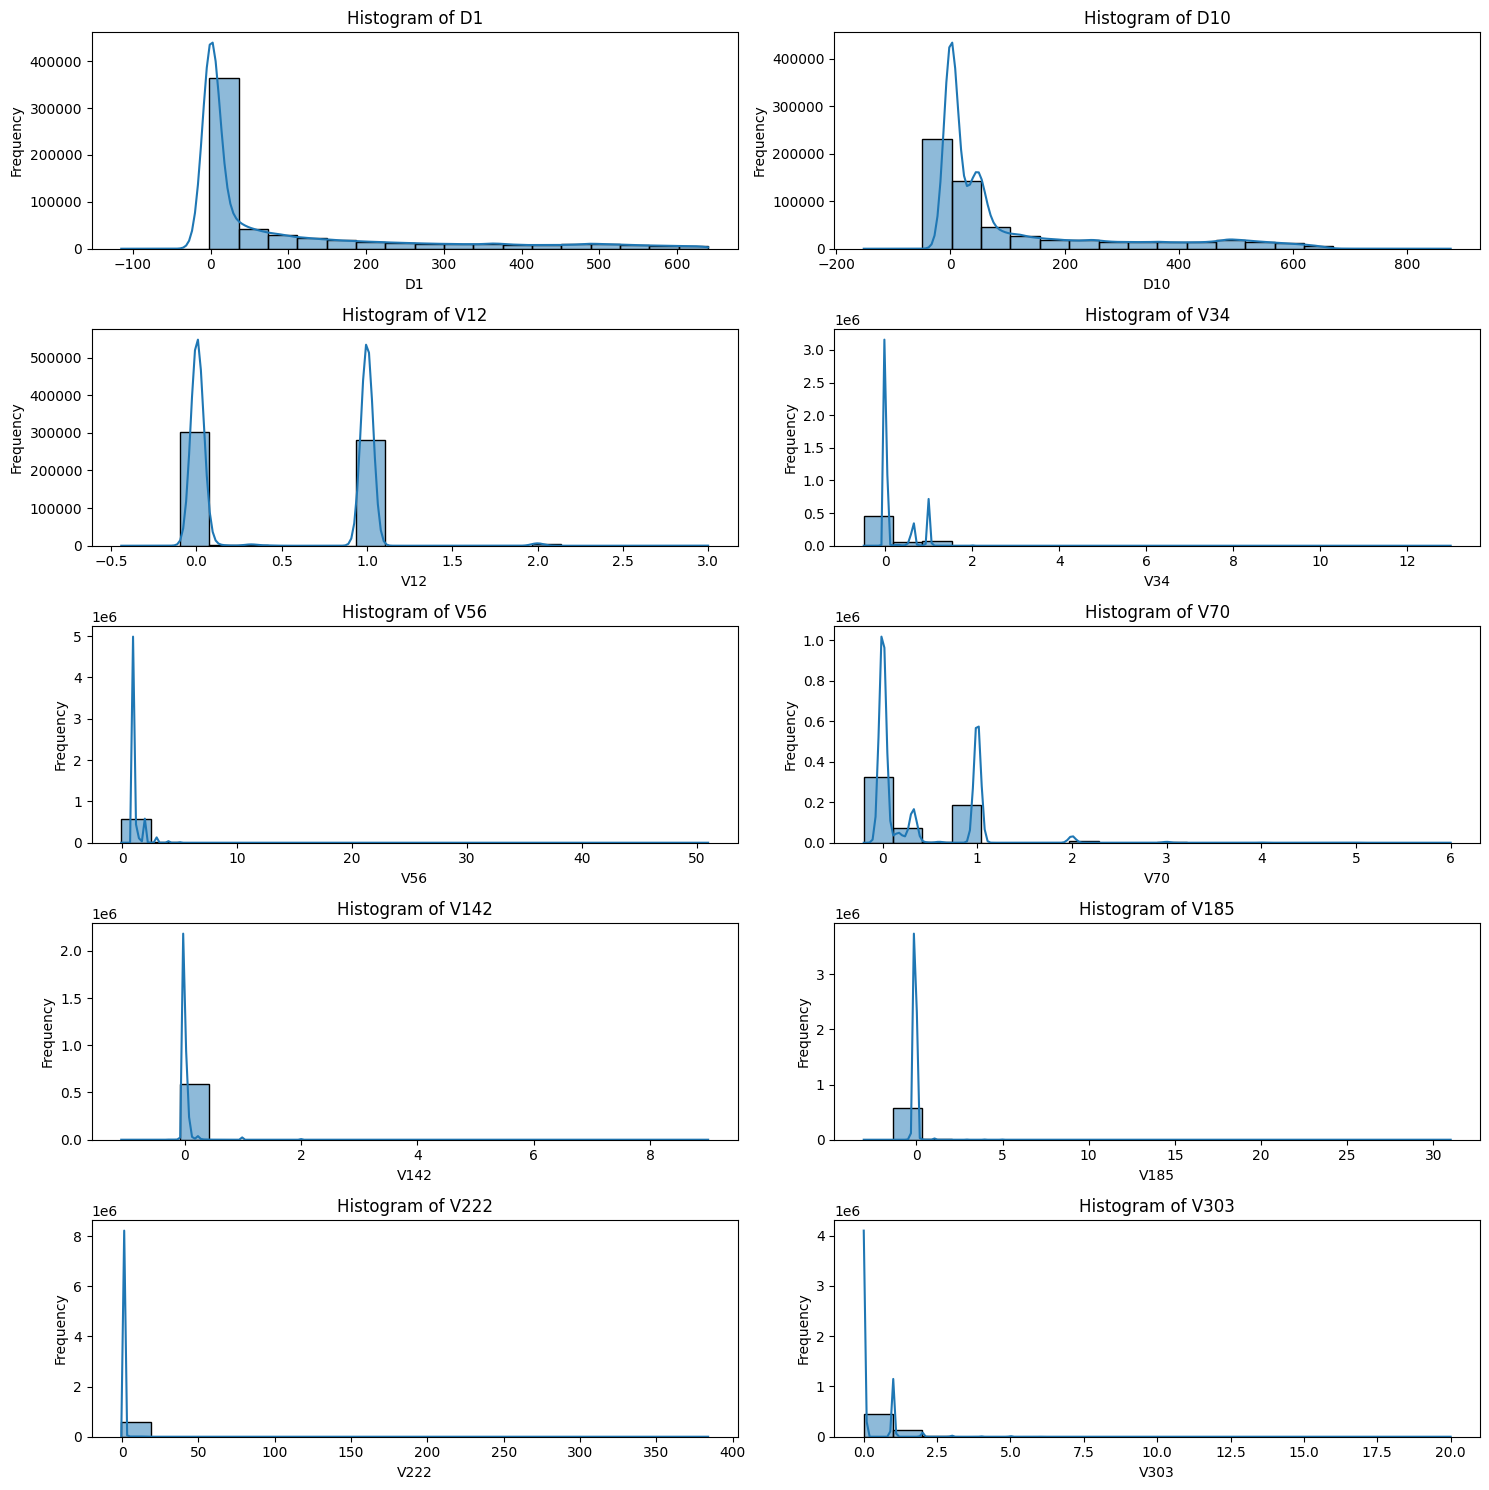 Histogram of D1
Frequency
400000
300000
200000
100000
0
−100 0 100 200 300 400 500 600
D1
Histogram of D10
Frequency
400000
300000
200000
100000
0
−200 0 200 400 600 800
D10
Histogram of V12
Frequency
500000
400000
300000
200000
100000
0
−0.5 0.0 0.5 1.0 1.5 2.0 2.5 3.0
V12
Histogram of V34
1e6
Frequency
3.0
2.5
2.0
1.5
1.0
0.5
0.0
0 2 4 6 8 10 12
V34
Histogram of V56
1e6
Frequency
5
4
3
2
1
0
0 10 20 30 40 50
V56
Histogram of V70
1e6
Frequency
1.0
0.8
0.6
0.4
0.2
0.0
0 1 2 3 4 5 6
V70
Histogram of V142
1e6
Frequency
2.0
1.5
1.0
0.5
0.0
0 2 4 6 8
V142
Histogram of V185
1e6
Frequency
3
2
1
0
0 5 10 15 20 25 30
V185
Histogram of V222
1e6
Frequency
8
6
4
2
0
0 50 100 150 200 250 300 350 400
V222
Histogram of V303
1e6
Frequency
4
3
2
1
0
0.0 2.5 5.0 7.5 10.0 12.5 15.0 17.5 20.0
V303